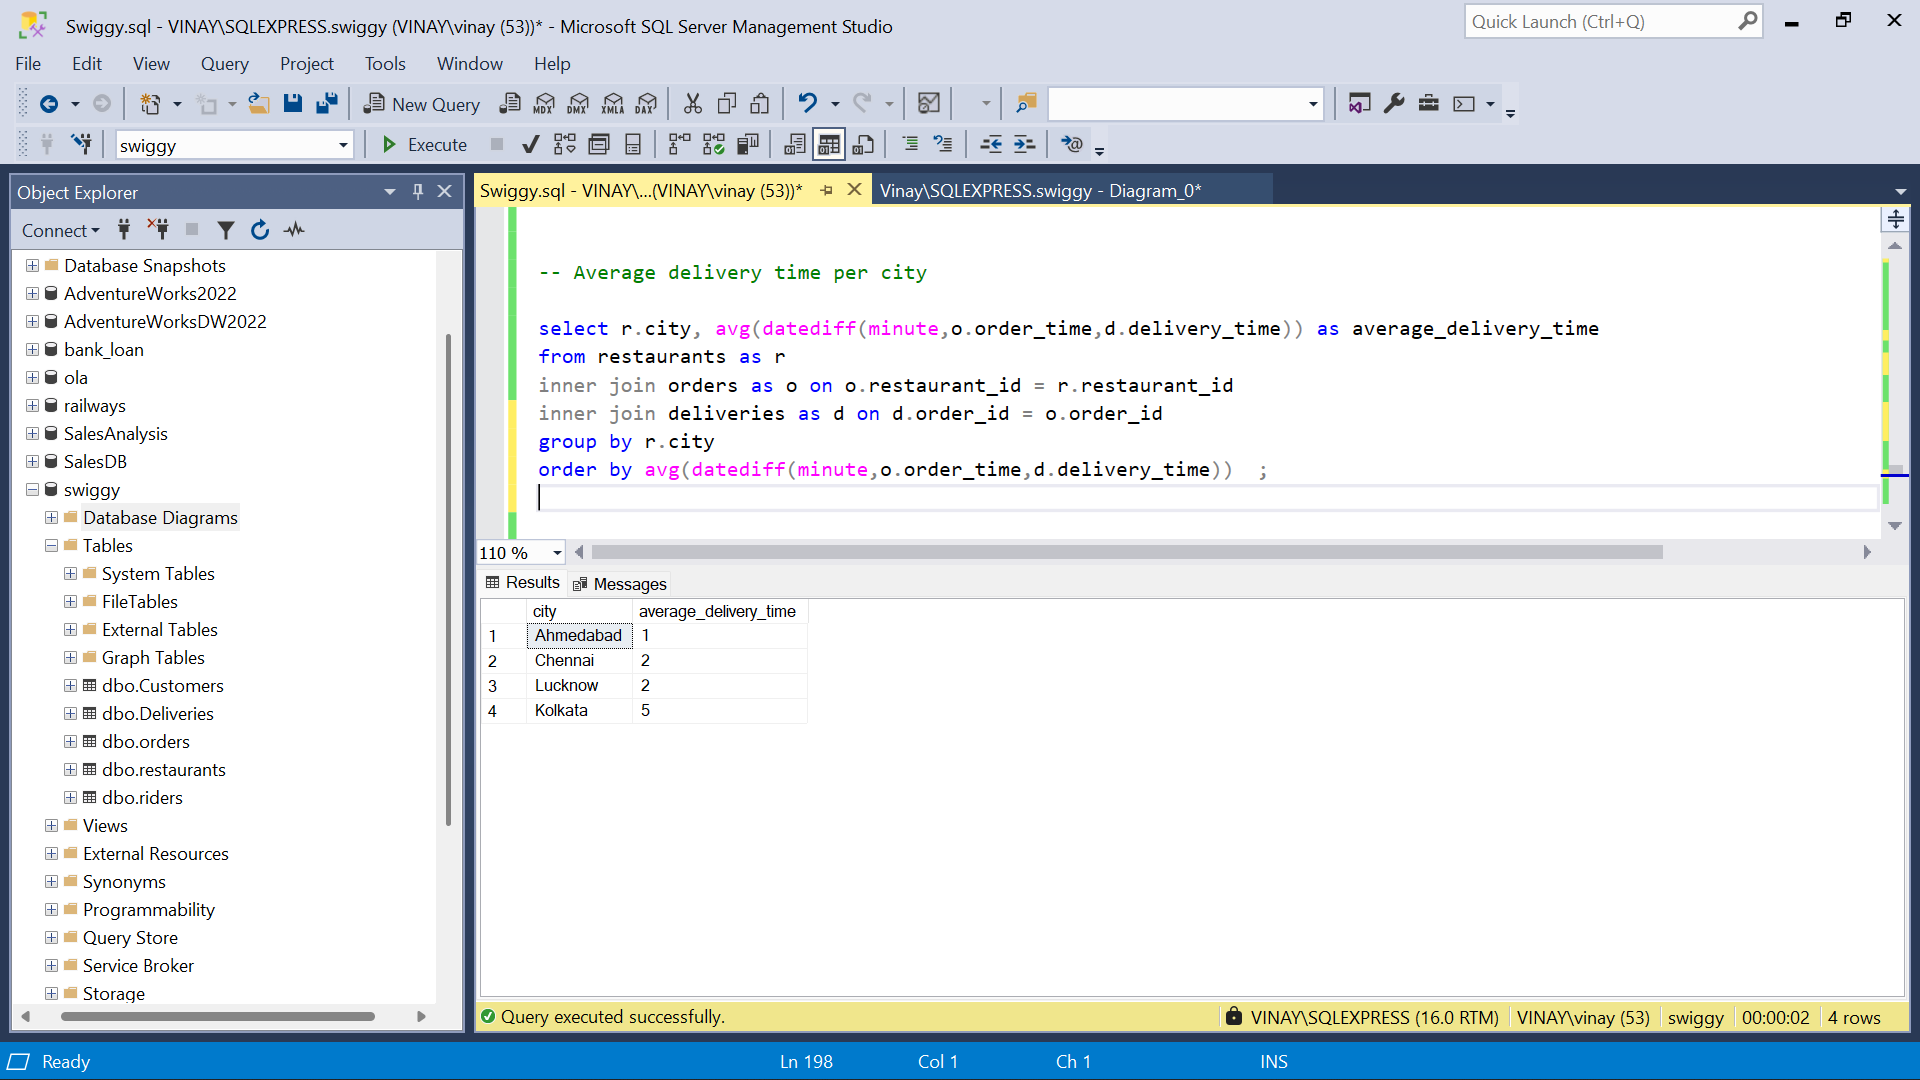 Swiggy.sql - VINAY\SQLEXPRESS.swiggy (VINAY\vinay (53))* - Microsoft SQL Server Management Studio
Quick Launch (Ctrl+Q)
File Edit View Query Project Tools Window Help
New Query MDX DMX XMLA DAX
swiggy
Execute
Object Explorer
Connect
Database Snapshots
AdventureWorks2022
AdventureWorksDW2022
bank_loan
ola
railways
SalesAnalysis
SalesDB
swiggy
Database Diagrams
Tables
System Tables
FileTables
External Tables
Graph Tables
dbo.Customers
dbo.Deliveries
dbo.orders
dbo.restaurants
dbo.riders
Views
External Resources
Synonyms
Programmability
Query Store
Service Broker
Storage
Swiggy.sql - VINAY\...(VINAY\vinay (53))*
Vinay\SQLEXPRESS.swiggy - Diagram_0*
-- Average delivery time per city
select r.city, avg(datediff(minute,o.order_time,d.delivery_time)) as average_delivery_time
from restaurants as r
inner join orders as o on o.restaurant_id = r.restaurant_id
inner join deliveries as d on d.order_id = o.order_id
group by r.city
order by avg(datediff(minute,o.order_time,d.delivery_time))  ;
110 %
Results Messages
city average_delivery_time
1 Ahmedabad 1
2 Chennai 2
3 Lucknow 2
4 Kolkata 5
Query executed successfully.
VINAY\SQLEXPRESS (16.0 RTM) VINAY\vinay (53) swiggy 00:00:02 4 rows
Ready Ln 198 Col 1 Ch 1 INS